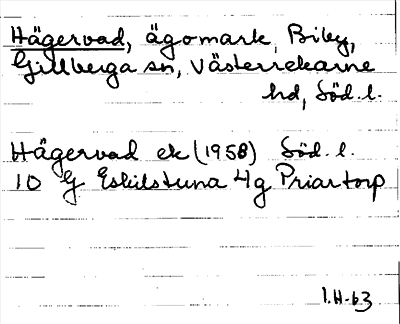 Hägervad, ägomark, Biby,
Gillberga sn, Västerrekarne
hd, Söd. l.
Hägervad ek (1958) Söd. l.
10 G Eskilstuna 4g Priartorp
I.H-63